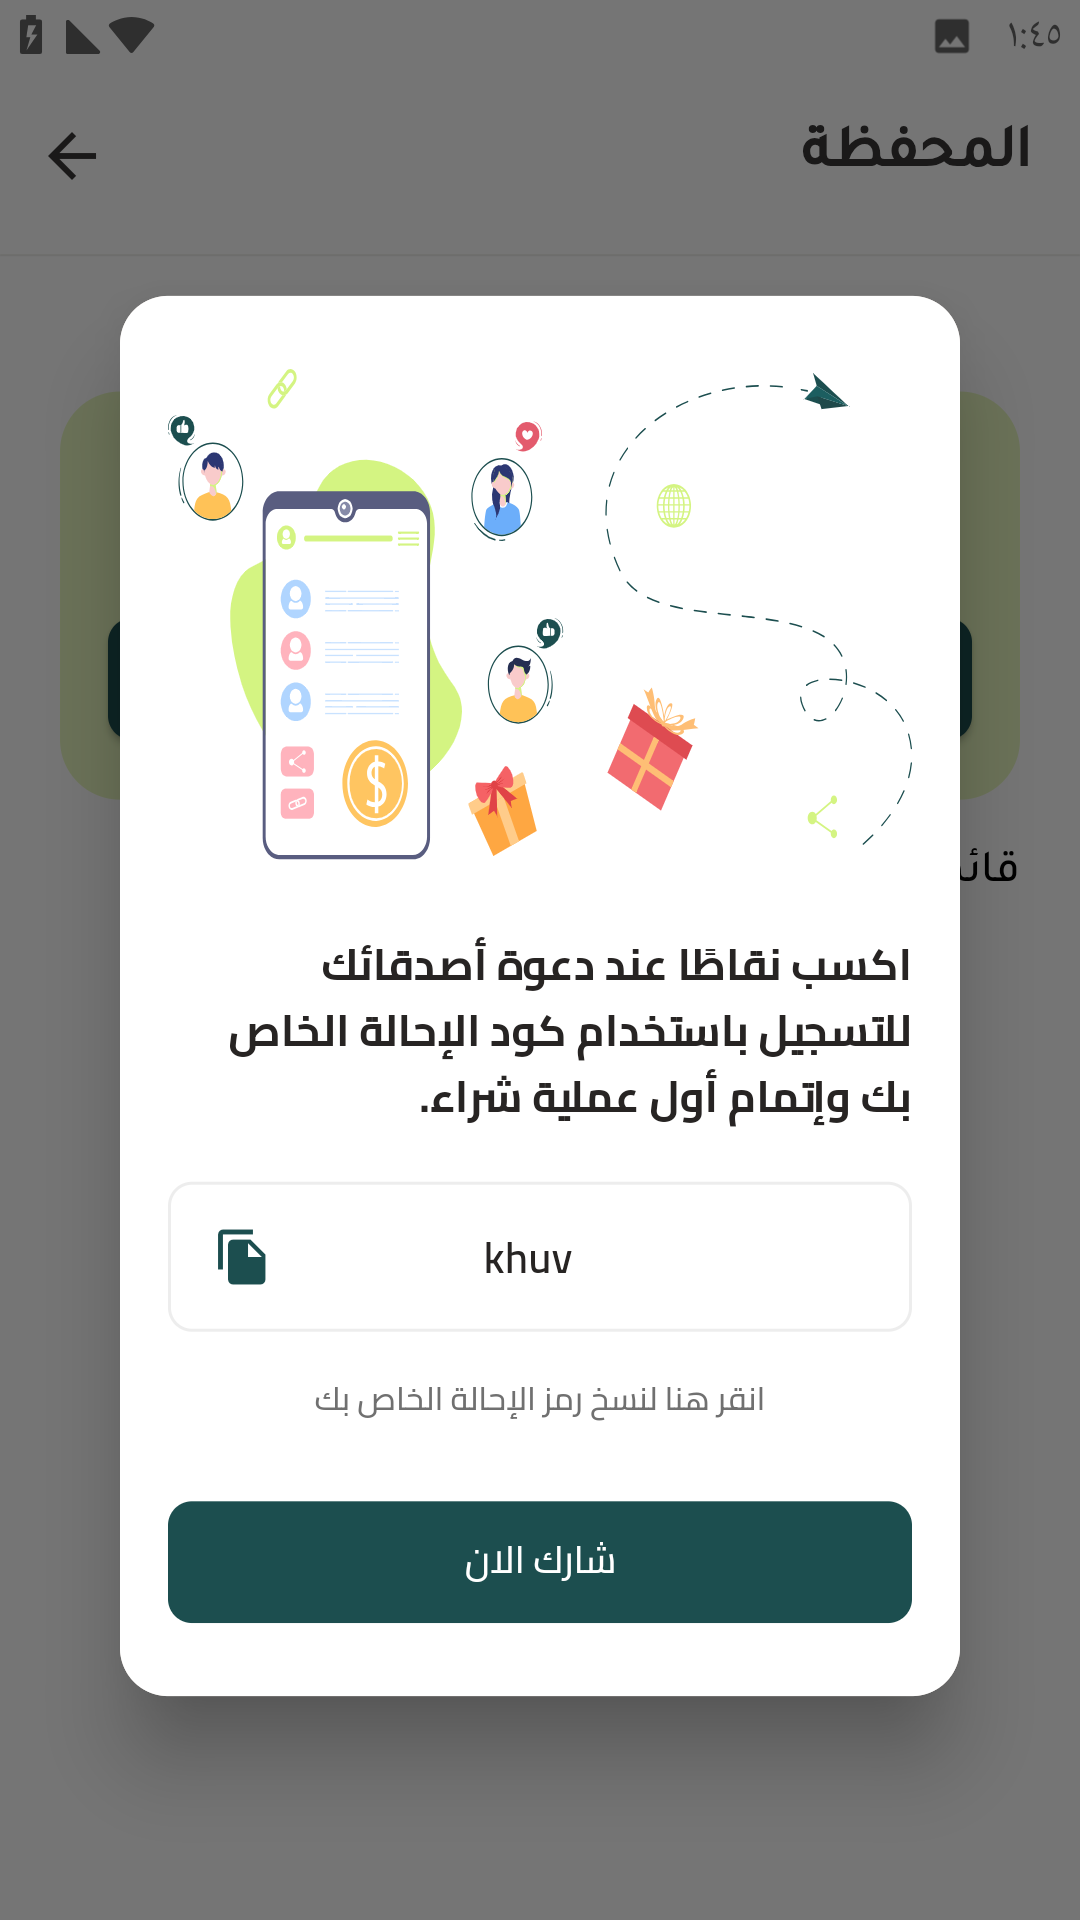 ١:٤٥
المحفظة
اكسب نقاطًا عند دعوة أصدقائك
للتسجيل باستخدام كود الإحالة الخاص
بك وإتمام أول عملية شراء.
khuv
انقر هنا لنسخ رمز الإحالة الخاص بك
شارك الان